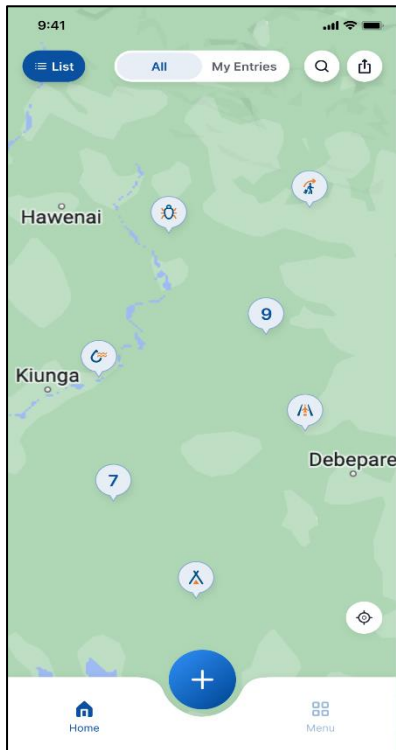 9:41
List
All
My Entries
Hawenai
9
Kiunga
Debepare
7
Home
Menu